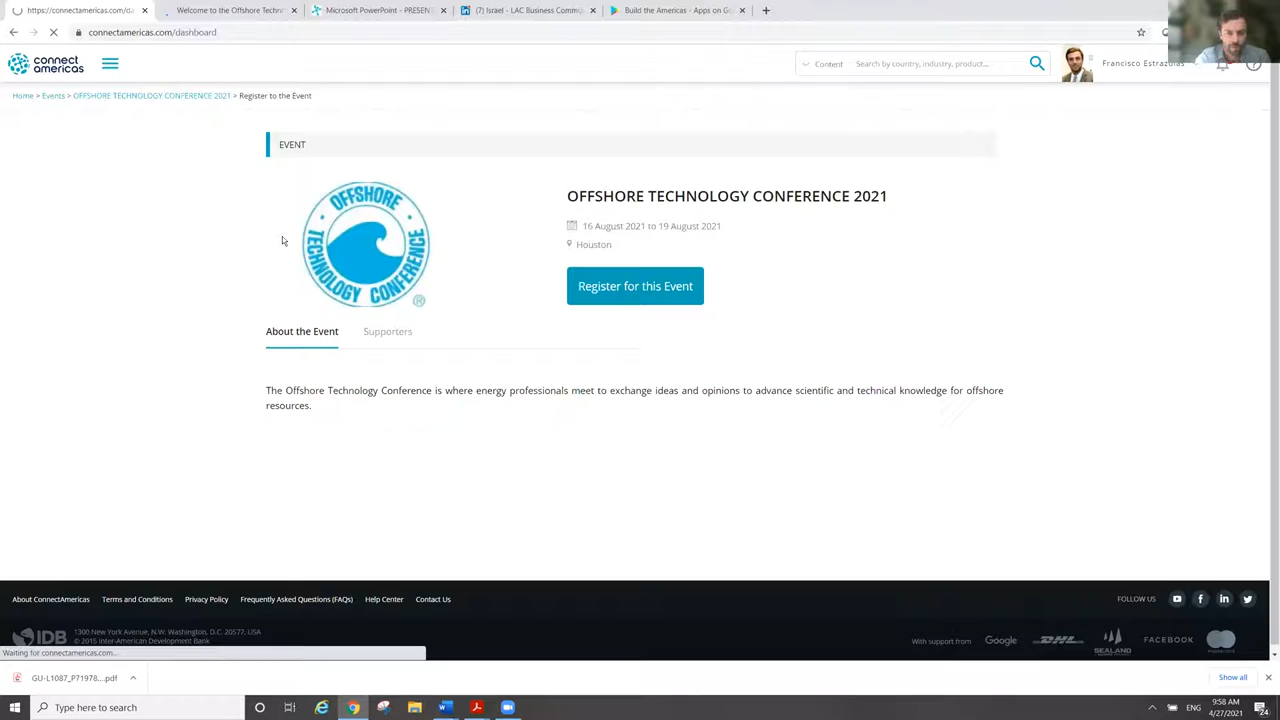 https://connectamericas.com/da
Welcome to the Offshore Techn
Microsoft PowerPoint - PRESEN
(7) Israel - LAC Business Commu
Build the Americas - Apps on G
connectamericas.com/dashboard
connect
americas
Content
Search by country, industry, product...
Francisco Estrazulas
Home > Events > OFFSHORE TECHNOLOGY CONFERENCE 2021 > Register to the Event
EVENT
OFFSHORE
TECHNOLOGY CONFERENCE
®
OFFSHORE TECHNOLOGY CONFERENCE 2021
16 August 2021 to 19 August 2021
Houston
Register for this Event
About the Event
Supporters
The Offshore Technology Conference is where energy professionals meet to exchange ideas and opinions to advance scientific and technical knowledge for offshore
resources.
About ConnectAmericas
Terms and Conditions
Privacy Policy
Frequently Asked Questions (FAQs)
Help Center
Contact Us
FOLLOW US
IDB
1300 New York Avenue, N.W. Washington, D.C. 20577, USA
© 2015 Inter-American Development Bank
With support from
Google
DHL
SEALAND
FACEBOOK
Waiting for connectamericas.com...
GU-L1087_P71978....pdf
Show all
Type here to search
ENG
9:58 AM
4/27/2021
24